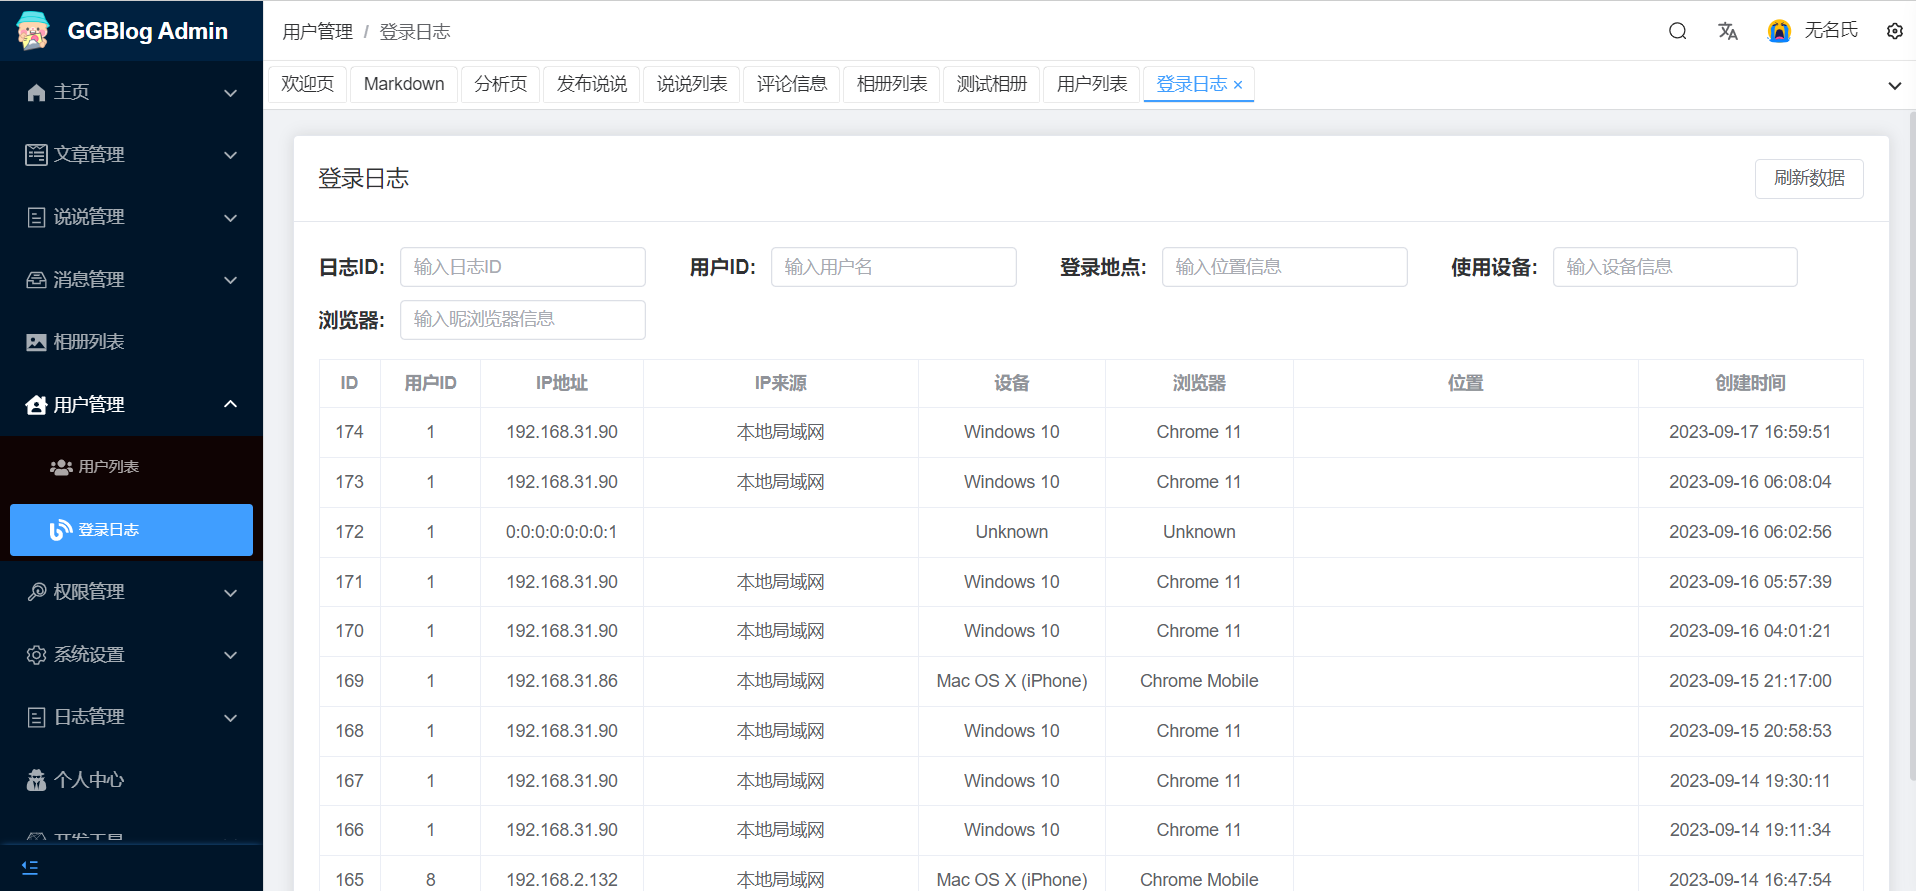 GGBlog Admin
用户管理 / 登录日志
无名氏
欢迎页 Markdown 分析页 发布说说 说说列表 评论信息 相册列表 测试相册 用户列表 登录日志 ×
主页
文章管理
说说管理
消息管理
相册列表
用户管理
用户列表
登录日志
权限管理
系统设置
日志管理
个人中心
开发工具
登录日志
刷新数据
日志ID: 输入日志ID 用户ID: 输入用户名 登录地点: 输入位置信息 使用设备: 输入设备信息
浏览器: 输入昵浏览器信息
ID 用户ID IP地址 IP来源 设备 浏览器 位置 创建时间
174 1 192.168.31.90 本地局域网 Windows 10 Chrome 11 2023-09-17 16:59:51
173 1 192.168.31.90 本地局域网 Windows 10 Chrome 11 2023-09-16 06:08:04
172 1 0:0:0:0:0:0:0:1 Unknown Unknown 2023-09-16 06:02:56
171 1 192.168.31.90 本地局域网 Windows 10 Chrome 11 2023-09-16 05:57:39
170 1 192.168.31.90 本地局域网 Windows 10 Chrome 11 2023-09-16 04:01:21
169 1 192.168.31.86 本地局域网 Mac OS X (iPhone) Chrome Mobile 2023-09-15 21:17:00
168 1 192.168.31.90 本地局域网 Windows 10 Chrome 11 2023-09-15 20:58:53
167 1 192.168.31.90 本地局域网 Windows 10 Chrome 11 2023-09-14 19:30:11
166 1 192.168.31.90 本地局域网 Windows 10 Chrome 11 2023-09-14 19:11:34
165 8 192.168.2.132 本地局域网 Mac OS X (iPhone) Chrome Mobile 2023-09-14 16:47:54